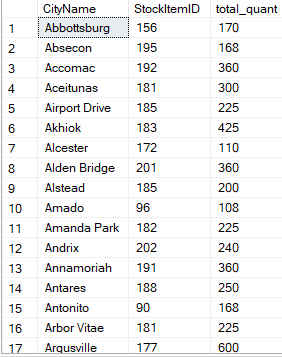 CityName StockItemID total_quant
1 Abbottsburg 156 170
2 Absecon 195 168
3 Accomac 192 360
4 Aceitunas 181 300
5 Airport Drive 185 225
6 Akhiok 183 425
7 Alcester 172 110
8 Alden Bridge 201 360
9 Alstead 185 200
10 Amado 96 108
11 Amanda Park 182 225
12 Andrix 202 240
13 Annamoriah 191 360
14 Antares 188 250
15 Antonito 90 168
16 Arbor Vitae 181 225
17 Argusville 177 600